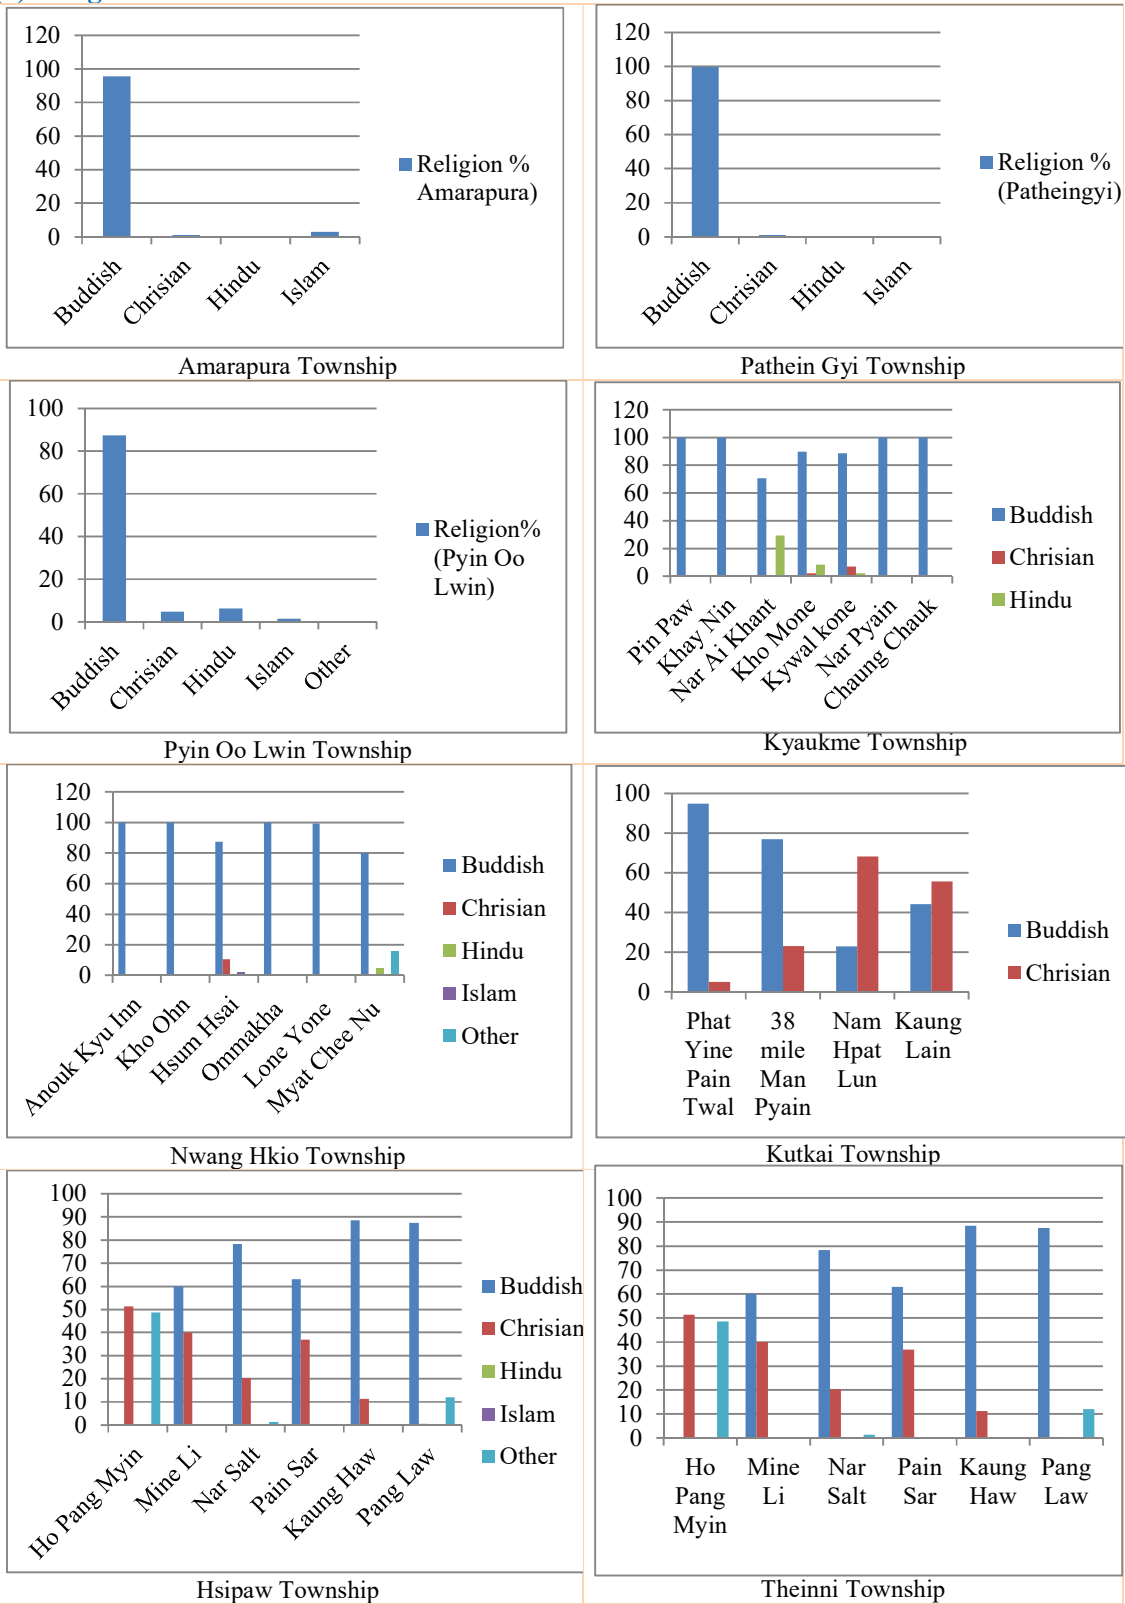 120
100
80
60
40
20
0
Buddish
Chrisian
Hindu
Islam
Religion %
Amarapura)
Amarapura Township
120
100
80
60
40
20
0
Buddish
Chrisian
Hindu
Islam
Religion %
(Patheingyi)
Pathein Gyi Township
100
80
60
40
20
0
Buddish
Chrisian
Hindu
Islam
Other
Religion%
(Pyin Oo
Lwin)
Pyin Oo Lwin Township
120
100
80
60
40
20
0
Pin Paw
Khay Nin
Nar Ai Khant
Kho Mone
Kywal kone
Nar Pyain
Chaung Chauk
Buddish
Chrisian
Hindu
Kyaukme Township
120
100
80
60
40
20
0
Anouk Kyu Inn
Kho Ohn
Hsum Hsai
Ommakha
Lone Yone
Myat Chee Nu
Buddish
Chrisian
Hindu
Islam
Other
Nwang Hkio Township
100
80
60
40
20
0
Phat Yine Pain Twal
38 mile Man Pyain
Nam Hpat Lun
Kaung Lain
Buddish
Chrisian
Kutkai Township
100
90
80
70
60
50
40
30
20
10
0
Ho Pang Myin
Mine Li
Nar Salt
Pain Sar
Kaung Haw
Pang Law
Buddish
Chrisian
Hindu
Islam
Other
Hsipaw Township
100
90
80
70
60
50
40
30
20
10
0
Ho Pang Myin
Mine Li
Nar Salt
Pain Sar
Kaung Haw
Pang Law
Theinni Township